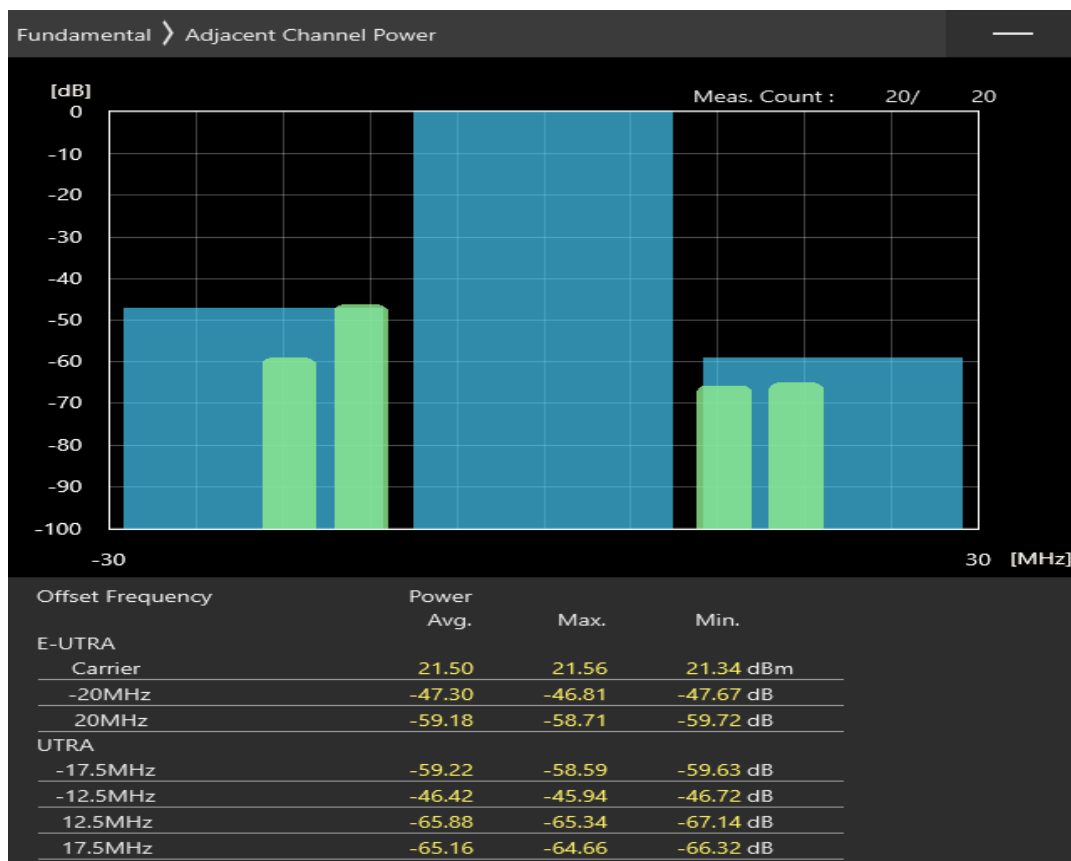 Fundamental ❯ Adjacent Channel Power
[dB]
Meas. Count : 20/ 20
0
-10
-20
-30
-40
-50
-60
-70
-80
-90
-100
-30 30 [MHz]
Offset Frequency Power
Avg. Max. Min.
E-UTRA
Carrier 21.50 21.56 21.34 dBm
-20MHz -47.30 -46.81 -47.67 dB
20MHz -59.18 -58.71 -59.72 dB
UTRA
-17.5MHz -59.22 -58.59 -59.63 dB
-12.5MHz -46.42 -45.94 -46.72 dB
12.5MHz -65.88 -65.34 -67.14 dB
17.5MHz -65.16 -64.66 -66.32 dB